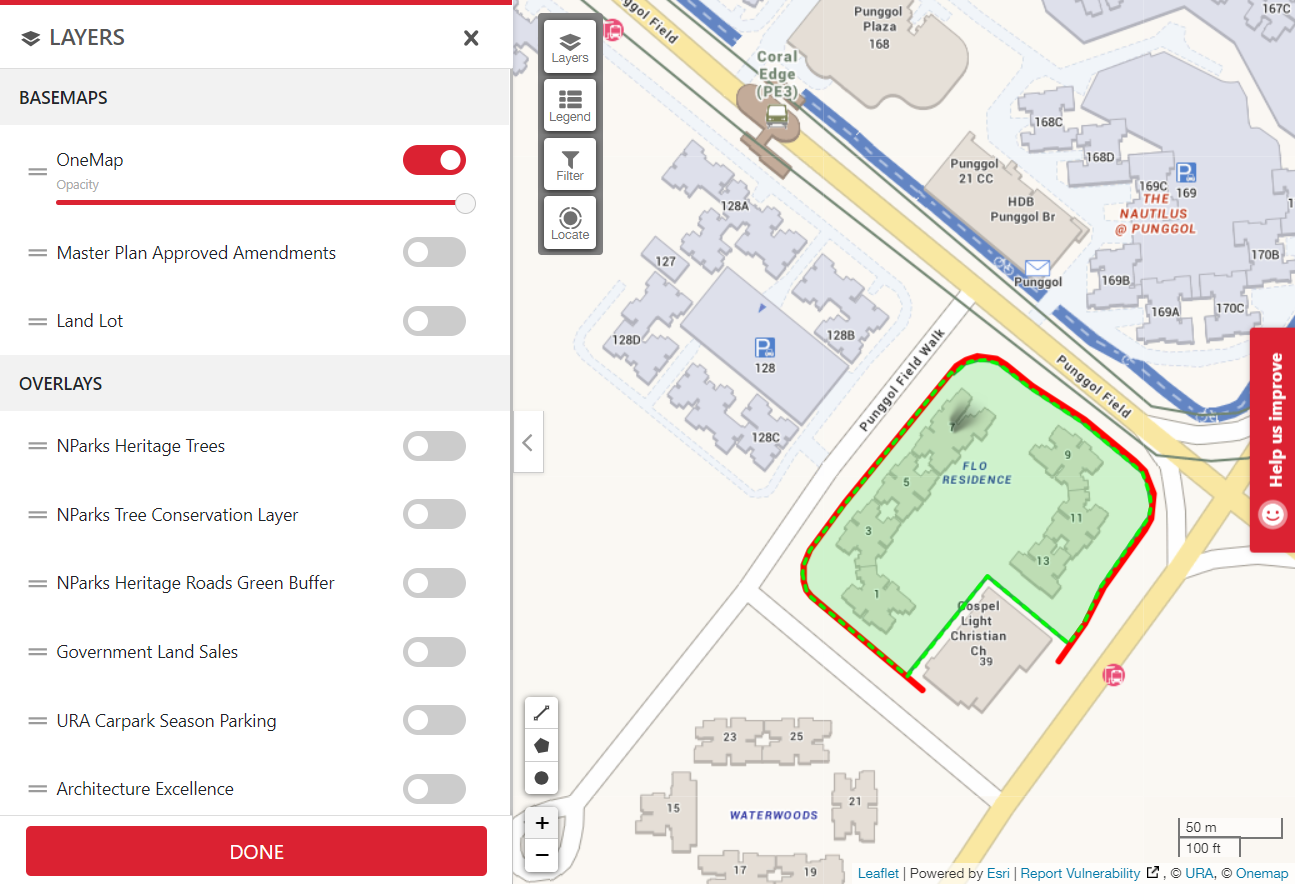 LAYERS
BASEMAPS
OneMap
Opacity
Master Plan Approved Amendments
Land Lot
OVERLAYS
NParks Heritage Trees
NParks Tree Conservation Layer
NParks Heritage Roads Green Buffer
Government Land Sales
URA Carpark Season Parking
Architecture Excellence
DONE
Layers
Legend
Filter
Locate
Punggol Field
Punggol
Plaza
168
167C
Coral
Edge
(PE3)
168C
168D
Punggol
21 CC
HDB
Punggol Br
169C
P
169
THE
NAUTILUS
@ PUNGGOL
170B
169B
Punggol
169A
170C
128A
127
128B
128D
P
128
128C
Punggol Field Walk
Punggol Field
7
9
FLO
RESIDENCE
5
11
3
13
1
Gospel
Light
Christian
Ch
39
23
25
15
WATERWOODS
21
17
19
Help us improve
+
−
50 m
100 ft
Leaflet | Powered by Esri | Report Vulnerability , © URA, © Onemap